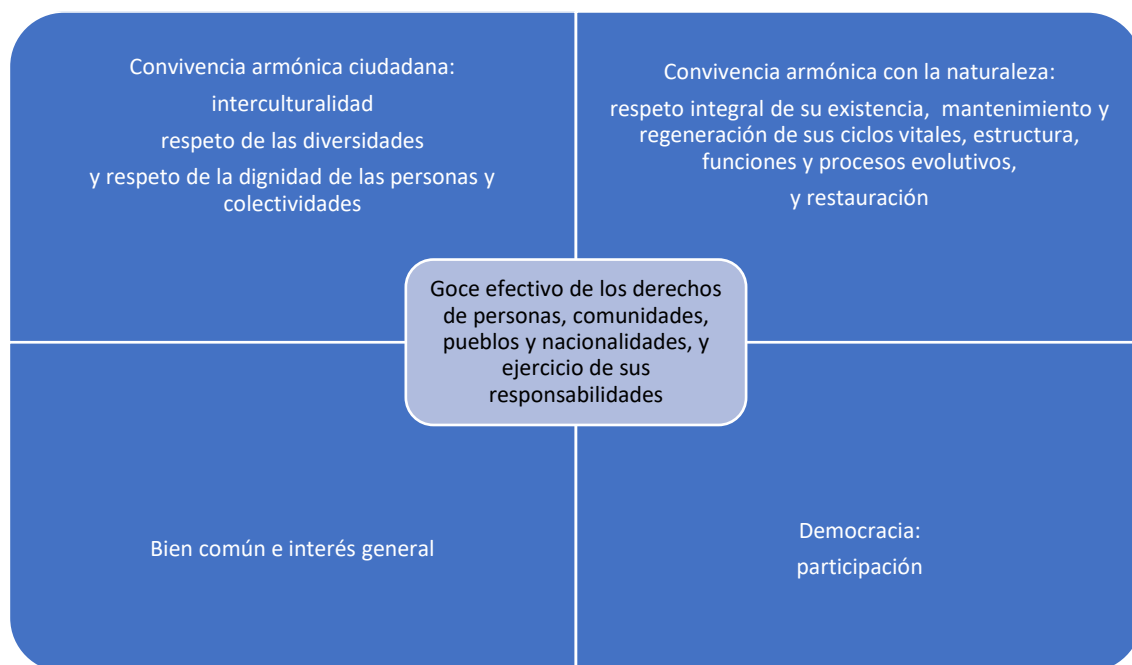 Convivencia armónica ciudadana:
interculturalidad
respeto de las diversidades
y respeto de la dignidad de las personas y
colectividades
Convivencia armónica con la naturaleza:
respeto integral de su existencia, mantenimiento y
regeneración de sus ciclos vitales, estructura,
funciones y procesos evolutivos,
y restauración
Goce efectivo de los derechos
de personas, comunidades,
pueblos y nacionalidades, y
ejercicio de sus
responsabilidades
Bien común e interés general
Democracia:
participación